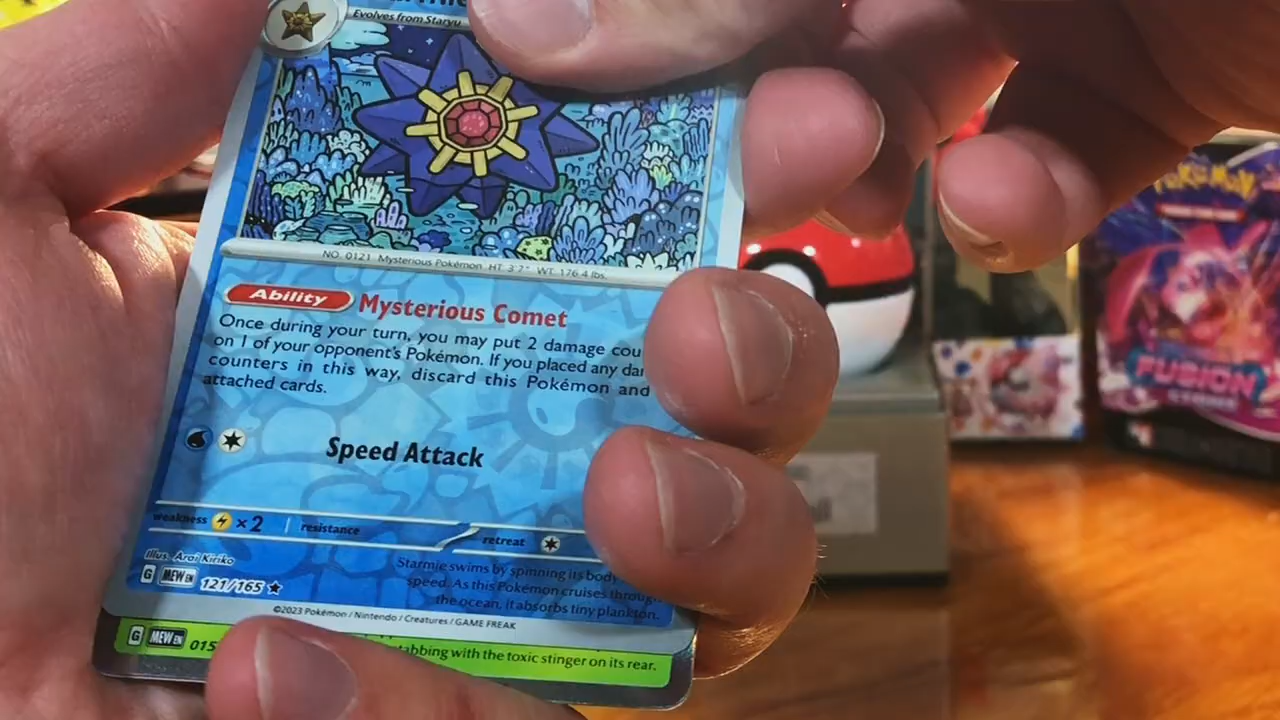 Evolves from Staryu
NO. 0121 Mysterious Pokémon HT. 3'7" WT. 176.4 lbs.
Ability Mysterious Comet
Once during your turn, you may put 2 damage cou
on 1 of your opponent's Pokémon. If you placed any
counters in this way, discard this Pokémon and
attached cards.
Speed Attack
weakness ×2 resistance retreat
Illus. Arai Kiriko
Starmie swims by spinning its body
speed. As this Pokémon cruises through
the ocean, it absorbs tiny plankton.
G MEW EN 121/165
©2023 Pokémon / Nintendo / Creatures / GAME FREAK
G MEW EN 015
tabbing with the toxic stinger on its rear.
POKÉMON
FUSION